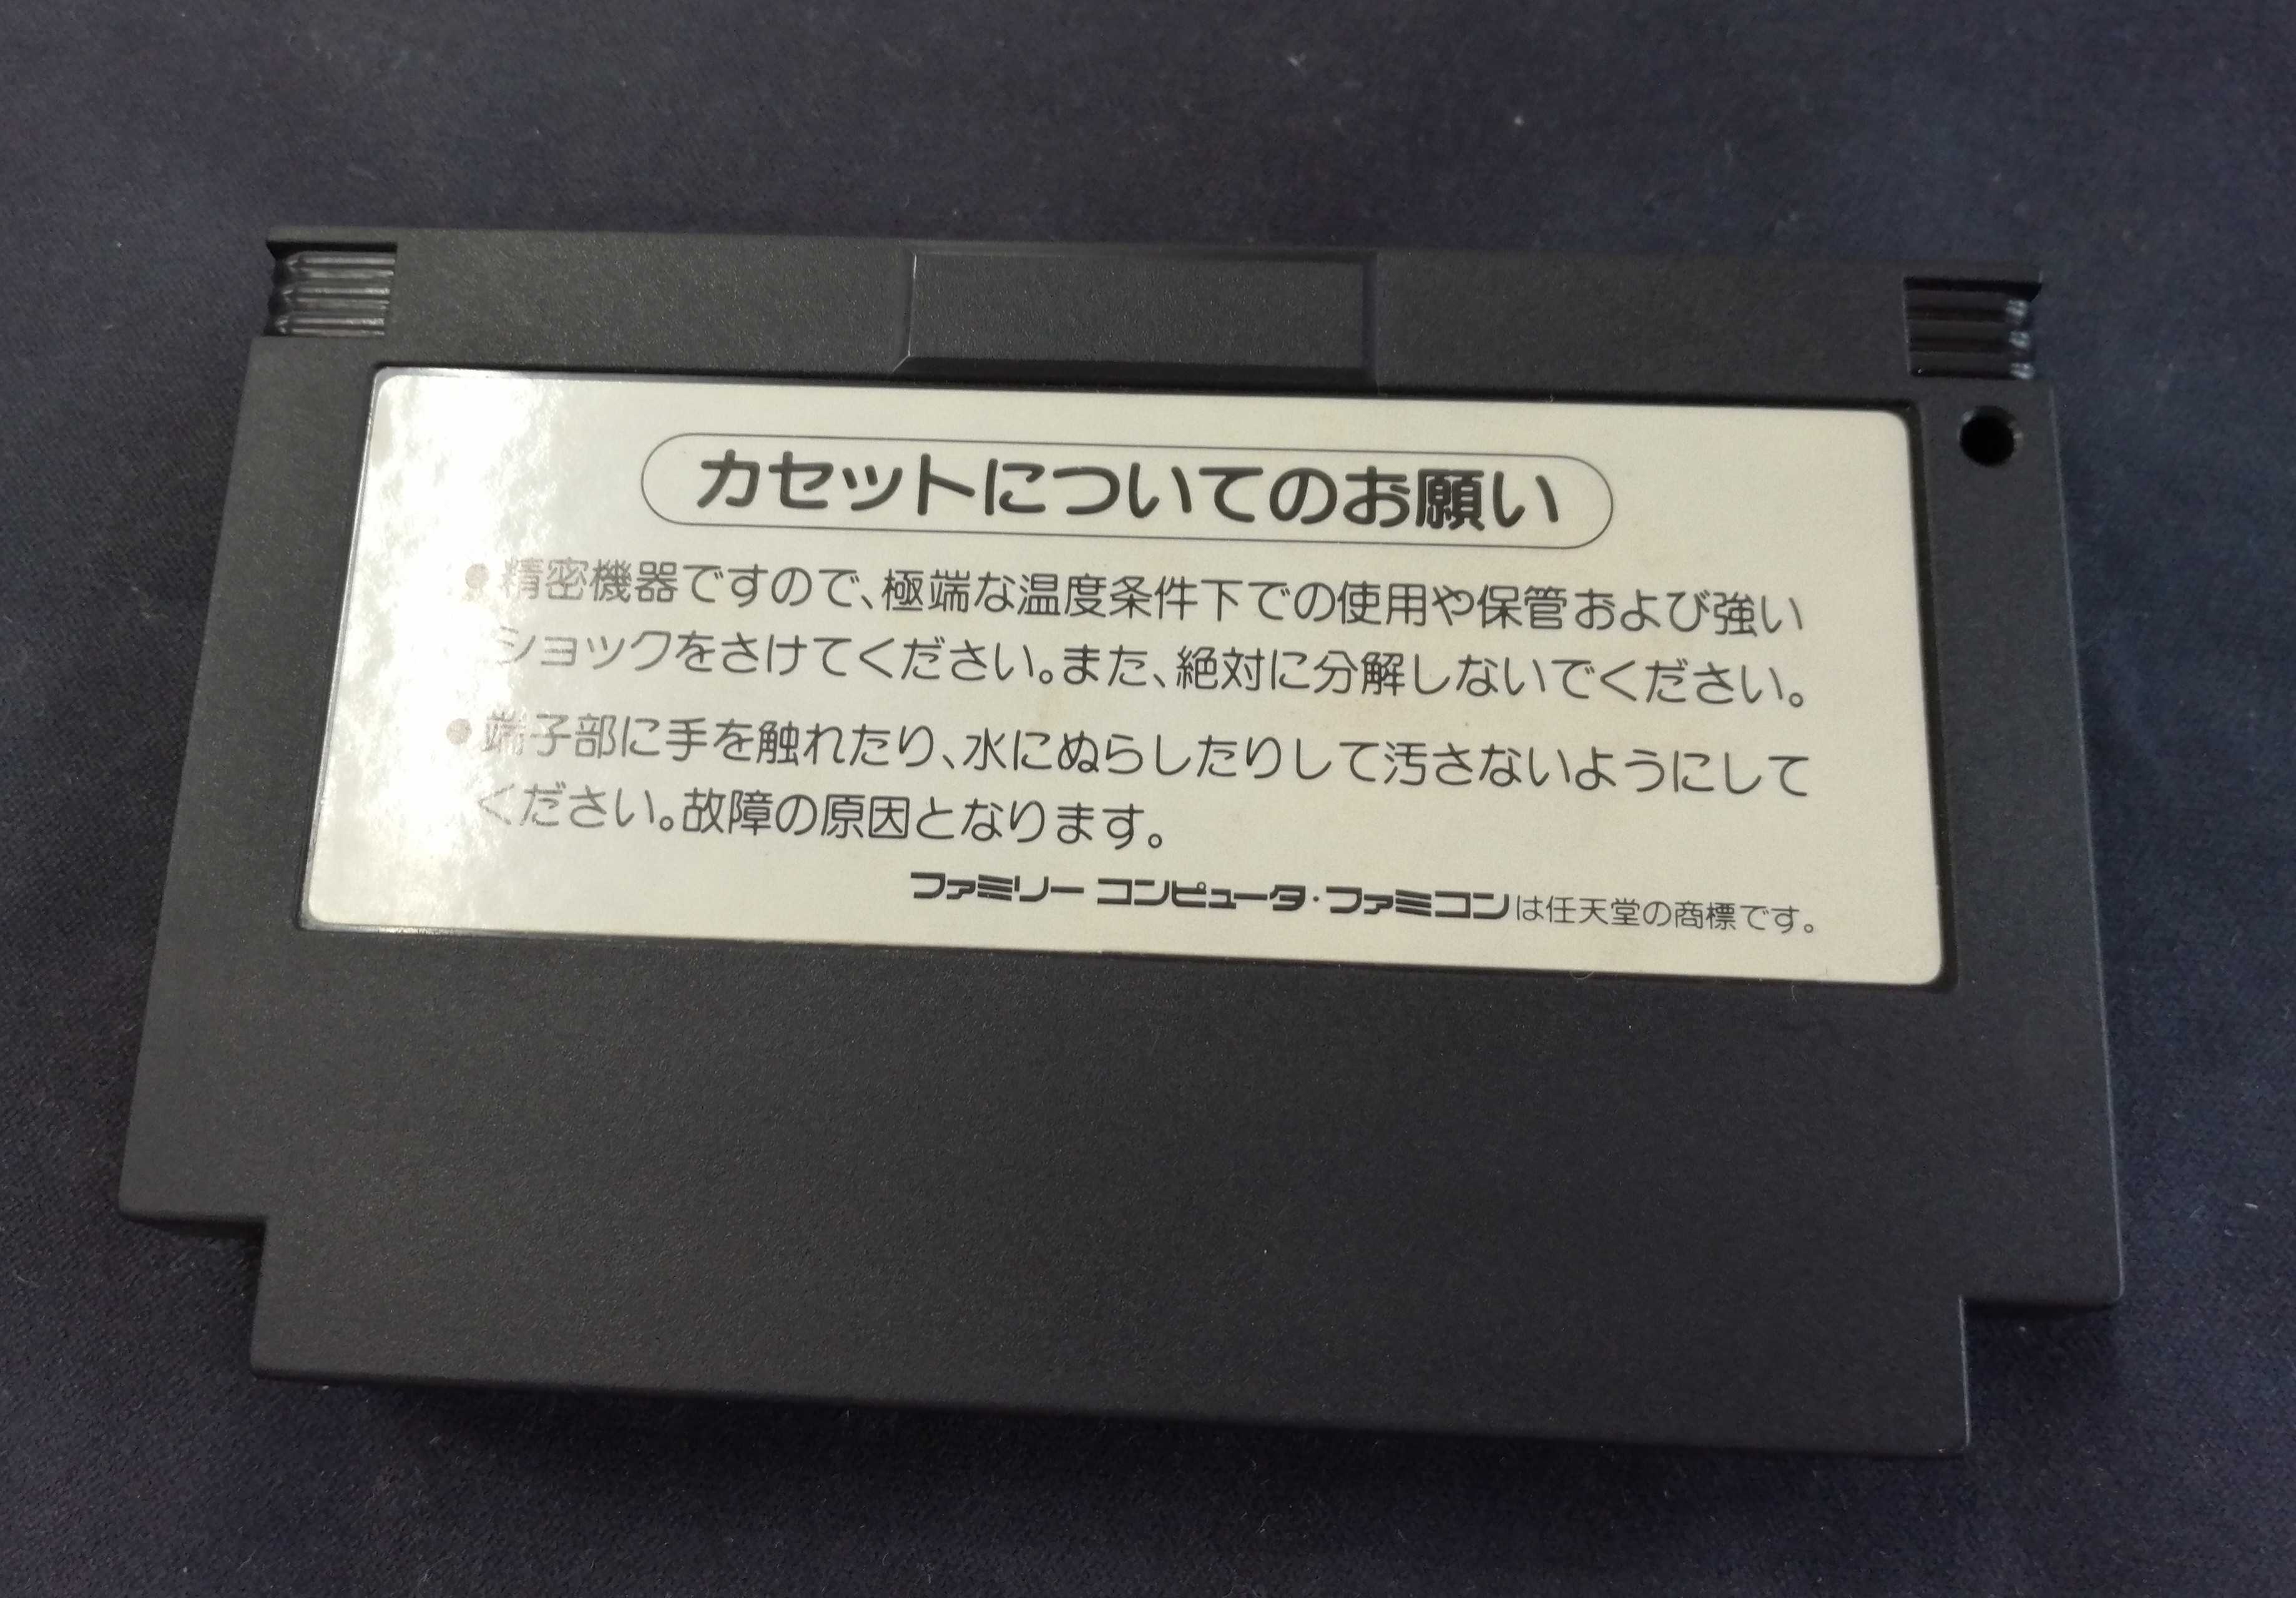 カセットについてのお願い
●精密機器ですので、極端な温度条件下での使用や保管および強い
ショックをさけてください。また、絶対に分解しないでください。
●端子部に手を触れたり、水にぬらしたりして汚さないようにして
ください。故障の原因となります。
ファミリー コンピュータ・ファミコンは任天堂の商標です。